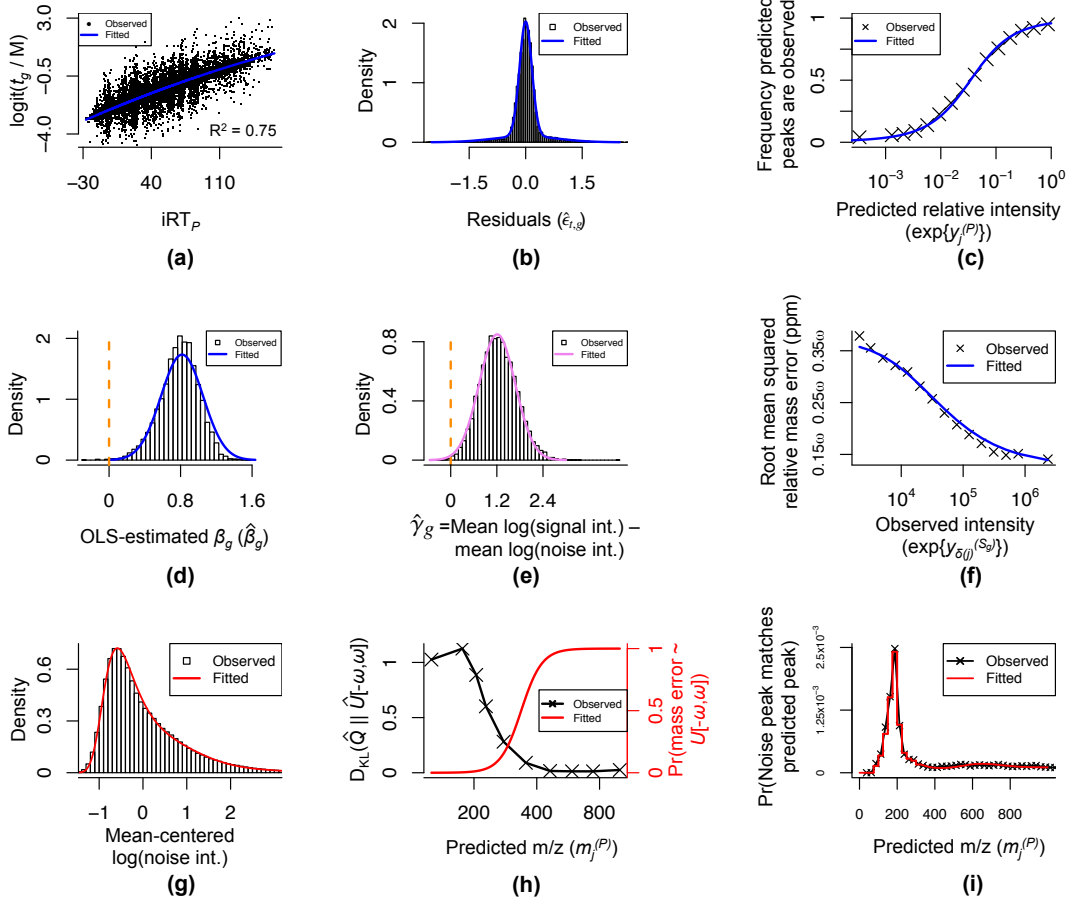 logit(t_g / M)
3.0
−0.5
−4.0
Observed
Fitted
R² = 0.75
−30
40
110
iRT_P
(a)
Density
2
1
0
Observed
Fitted
−1.5
0.0
1.5
Residuals (ε̂_{t,g})
(b)
Frequency predicted
peaks are observed
1
0.5
0
Observed
Fitted
10⁻³
10⁻²
10⁻¹
10⁰
Predicted relative intensity
(exp{y_j^{(P)}})
(c)
Density
2
1
0
Observed
Fitted
0
0.8
1.6
OLS-estimated β_g (β̂_g)
(d)
Density
0.8
0.4
0
Observed
Fitted
0
1.2
2.4
γ̂_g =Mean log(signal int.) −
mean log(noise int.)
(e)
Root mean squared
relative mass error (ppm)
0.35ω
0.25ω
0.15ω
Observed
Fitted
10⁴
10⁵
10⁶
Observed intensity
(exp{y_{δ(j)}^{(S_g)}})
(f)
Density
0.6
0.3
0.0
Observed
Fitted
−1
0
1
2
Mean-centered
log(noise int.)
(g)
D_KL(Q̂ || Û[-ω,ω])
1
0.5
0
Observed
Fitted
1
0.5
0
Pr(mass error ~
U[-ω,ω])
200
400
600
800
Predicted m/z (m_j^{(P)})
(h)
Pr(Noise peak matches
predicted peak)
2.5x10⁻³
1.25x10⁻³
0
Observed
Fitted
0
200
400
600
800
Predicted m/z (m_j^{(P)})
(i)